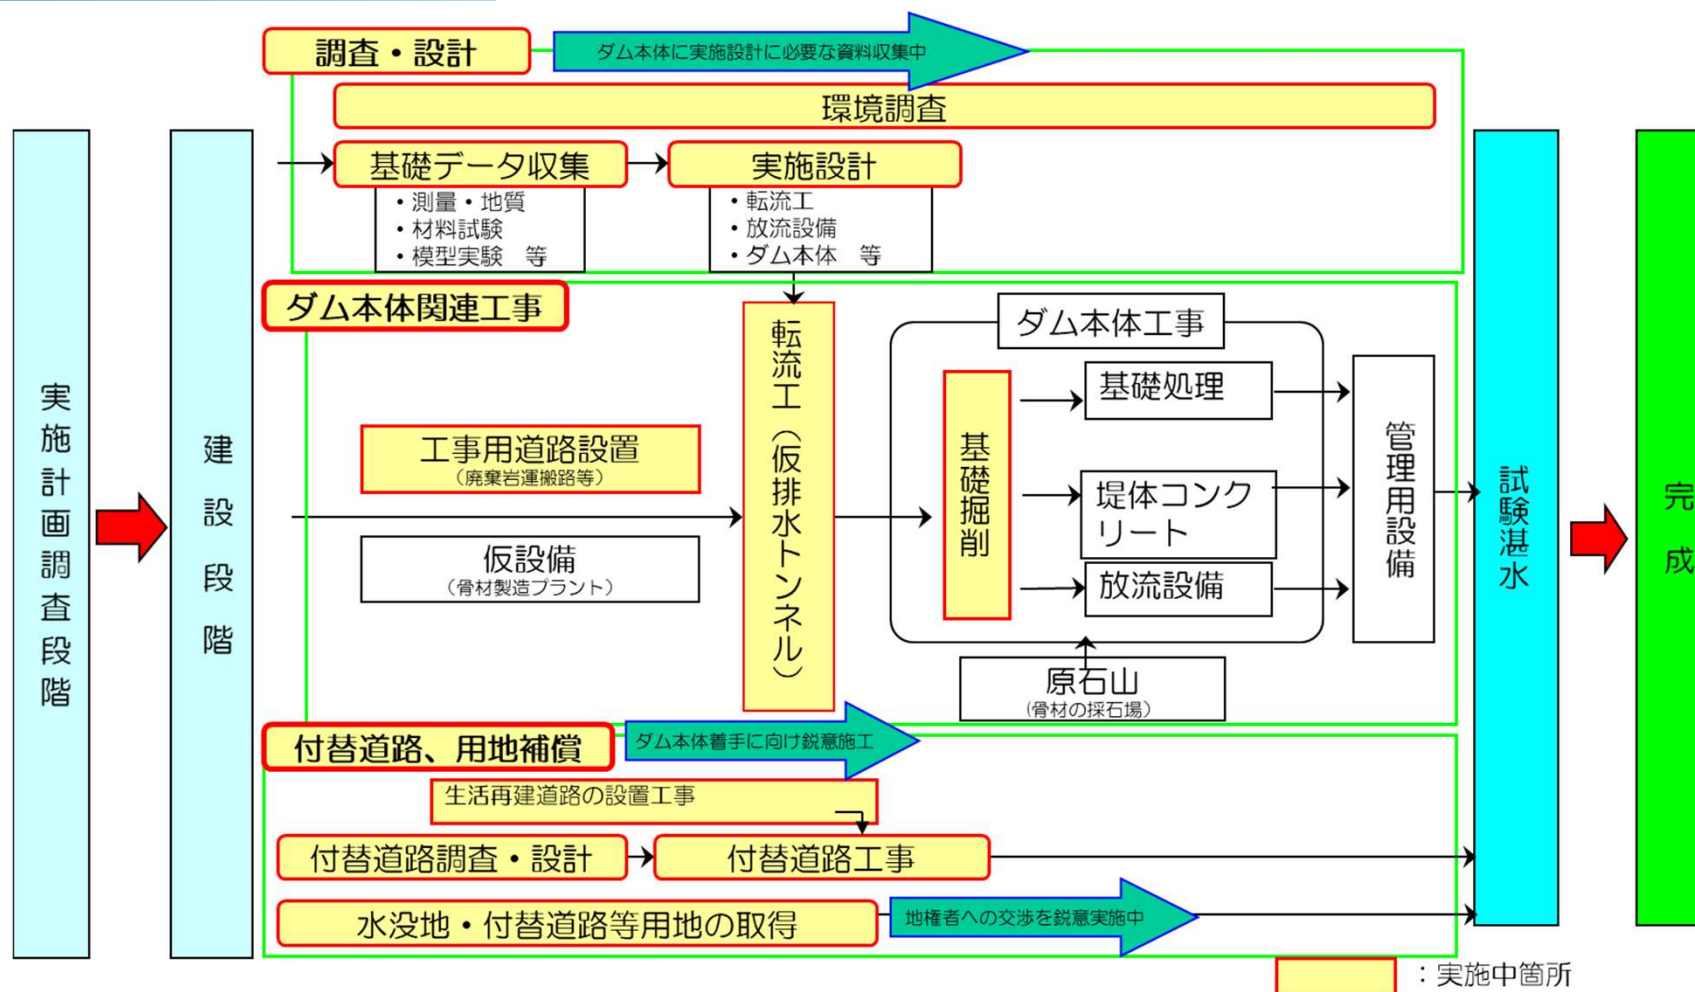 調査・設計
ダム本体に実施設計に必要な資料収集中
環境調査
基礎データ収集
・測量・地質
・材料試験
・模型実験　等
実施設計
・転流工
・放流設備
・ダム本体　等
実施計画調査段階
建設段階
ダム本体関連工事
工事用道路設置
（廃棄岩運搬路等）
仮設備
（骨材製造プラント）
転流工（仮排水トンネル）
ダム本体工事
基礎掘削
基礎処理
堤体コンク
リート
放流設備
原石山
（骨材の採石場）
管理用設備
試験湛水
完成
付替道路、用地補償
ダム本体着手に向け鋭意施工
生活再建道路の設置工事
付替道路調査・設計
付替道路工事
水没地・付替道路等用地の取得
地権者への交渉を鋭意実施中
：実施中箇所